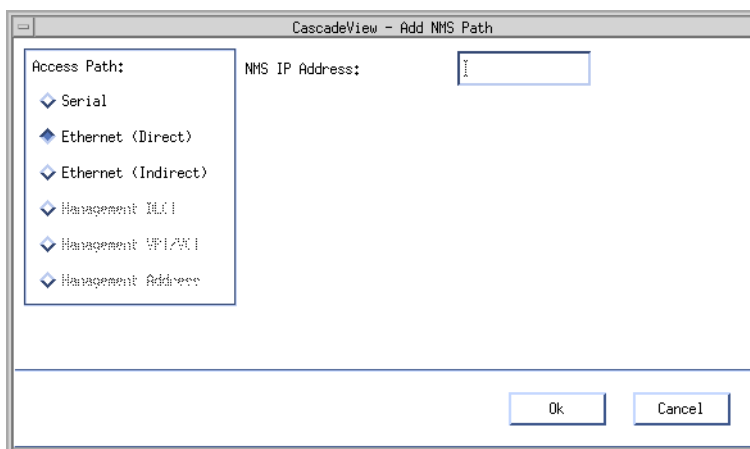 CascadeView - Add NMS Path
Access Path:
NMS IP Address:
Serial
Ethernet (Direct)
Ethernet (Indirect)
Management DLCI
Management VPI/VCI
Management Address
Ok
Cancel